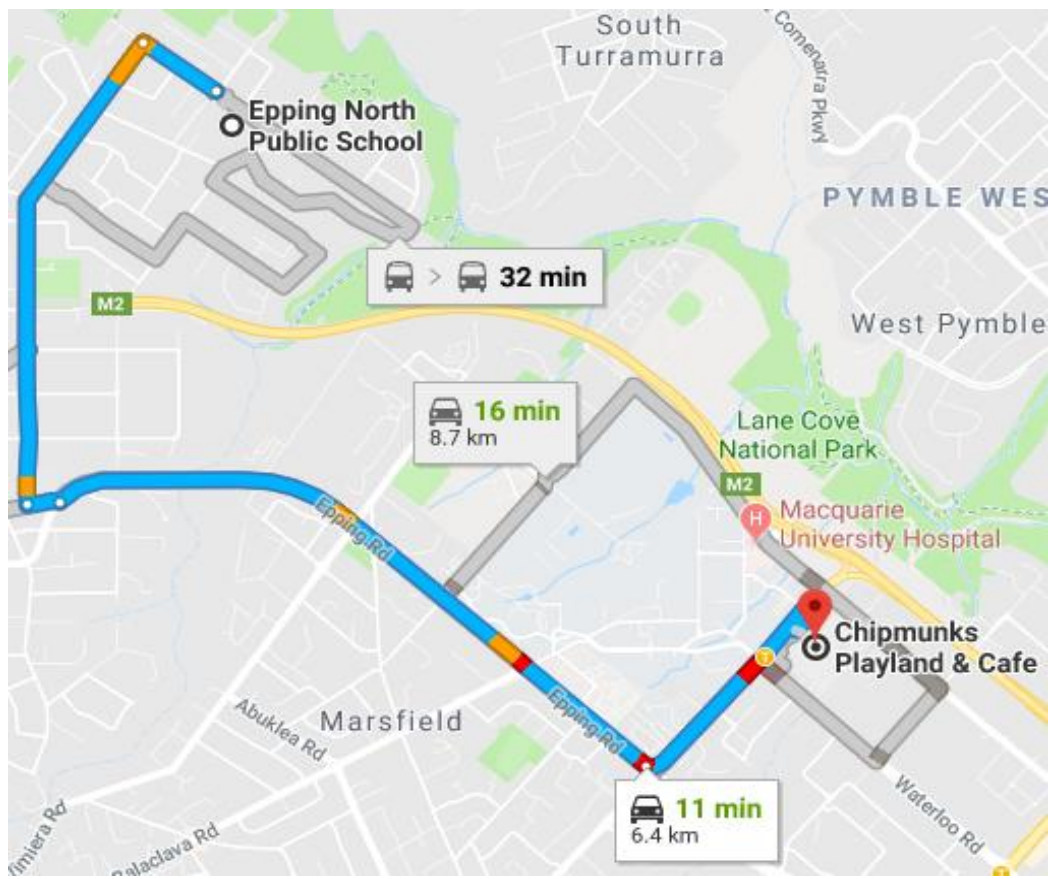 South
Turramurra
Comenarra Pkwy
Epping North
Public School
PYMBLE WES
32 min
M2
West Pymble
16 min
8.7 km
Lane Cove
National Park
M2
Epping Rd
Macquarie
University Hospital
H
Chipmunks
Playland & Cafe
T
Epping Rd
Marsfield
Abuklea Rd
11 min
6.4 km
Waterloo Rd
Vimiera Rd
Balaclava Rd
T